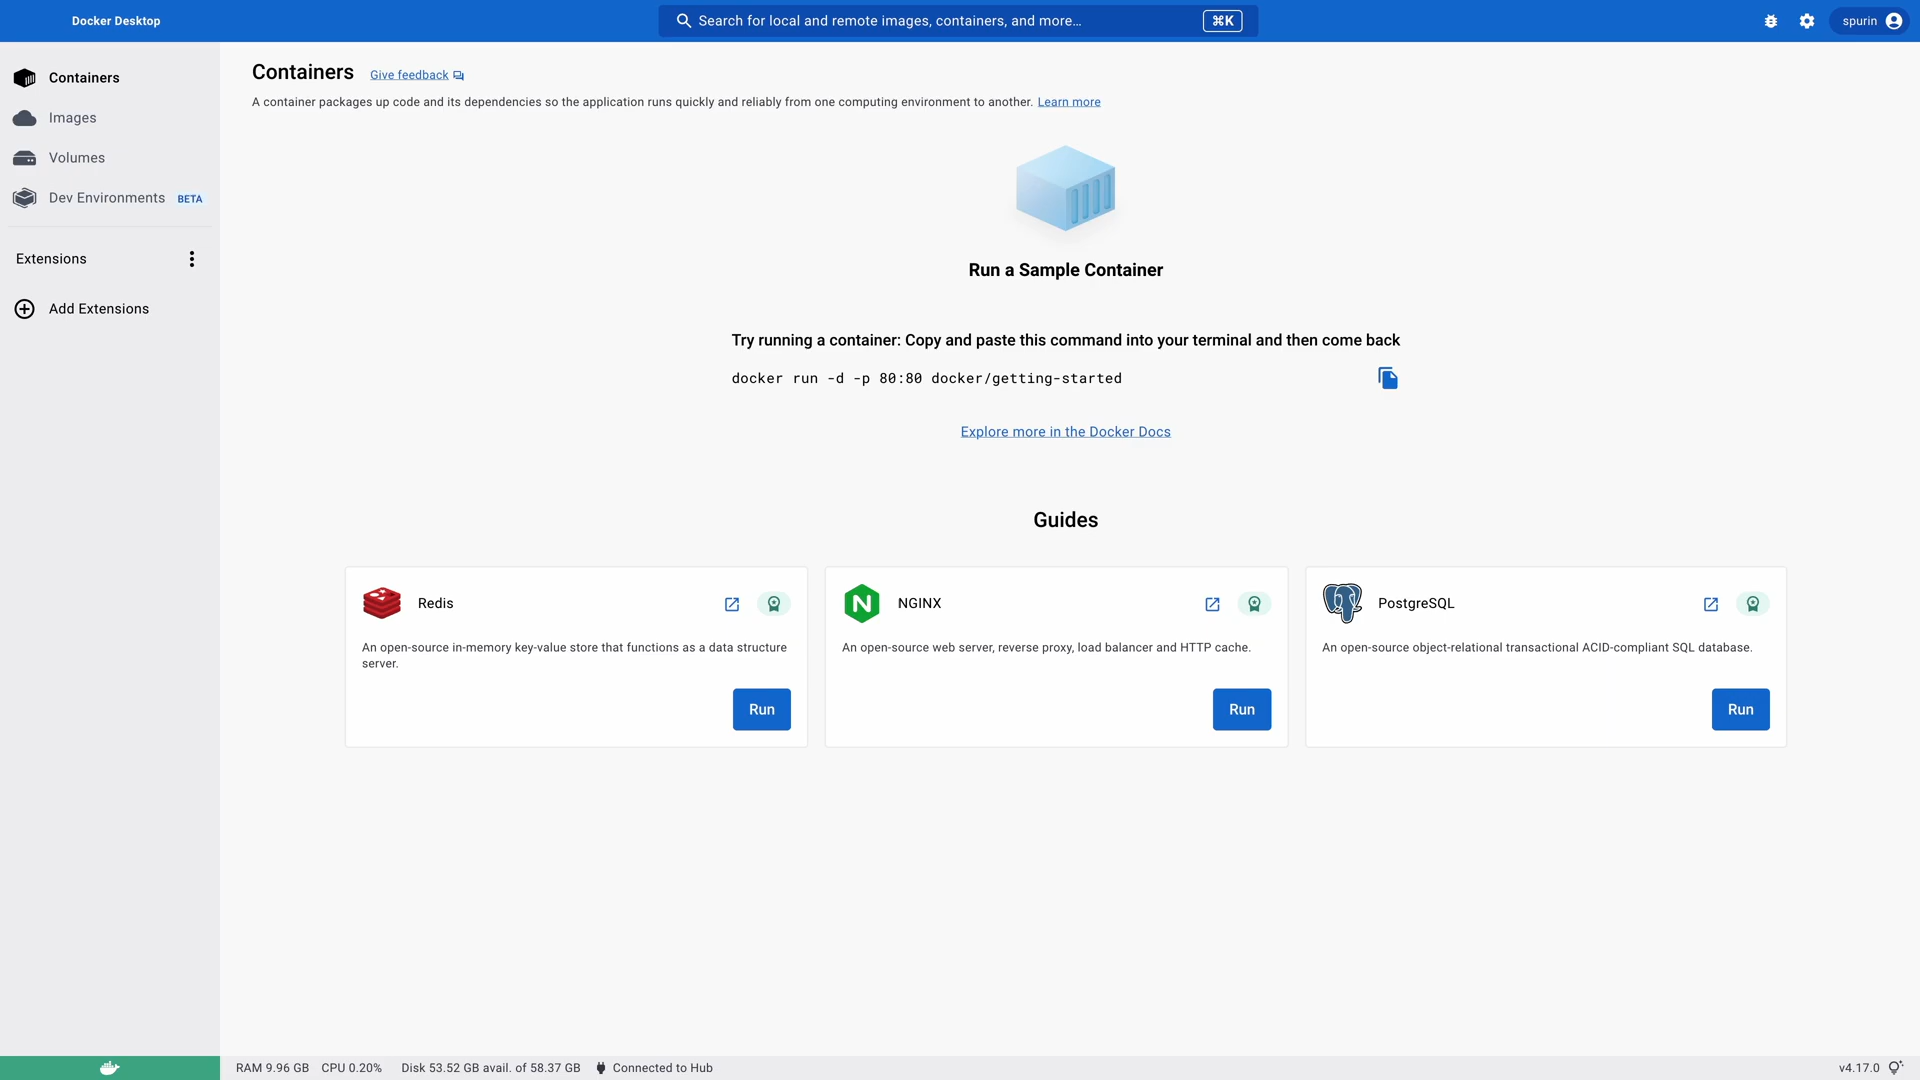 Docker Desktop
Search for local and remote images, containers, and more...
⌘K
spurin
Containers
Images
Volumes
Dev Environments BETA
Extensions
Add Extensions
Containers
Give feedback
A container packages up code and its dependencies so the application runs quickly and reliably from one computing environment to another. Learn more
Run a Sample Container
Try running a container: Copy and paste this command into your terminal and then come back
docker run -d -p 80:80 docker/getting-started
Explore more in the Docker Docs
Guides
Redis
An open-source in-memory key-value store that functions as a data structure
server.
Run
N
NGINX
An open-source web server, reverse proxy, load balancer and HTTP cache.
Run
PostgreSQL
An open-source object-relational transactional ACID-compliant SQL database.
Run
RAM 9.96 GB CPU 0.20% Disk 53.52 GB avail. of 58.37 GB Connected to Hub
v4.17.0